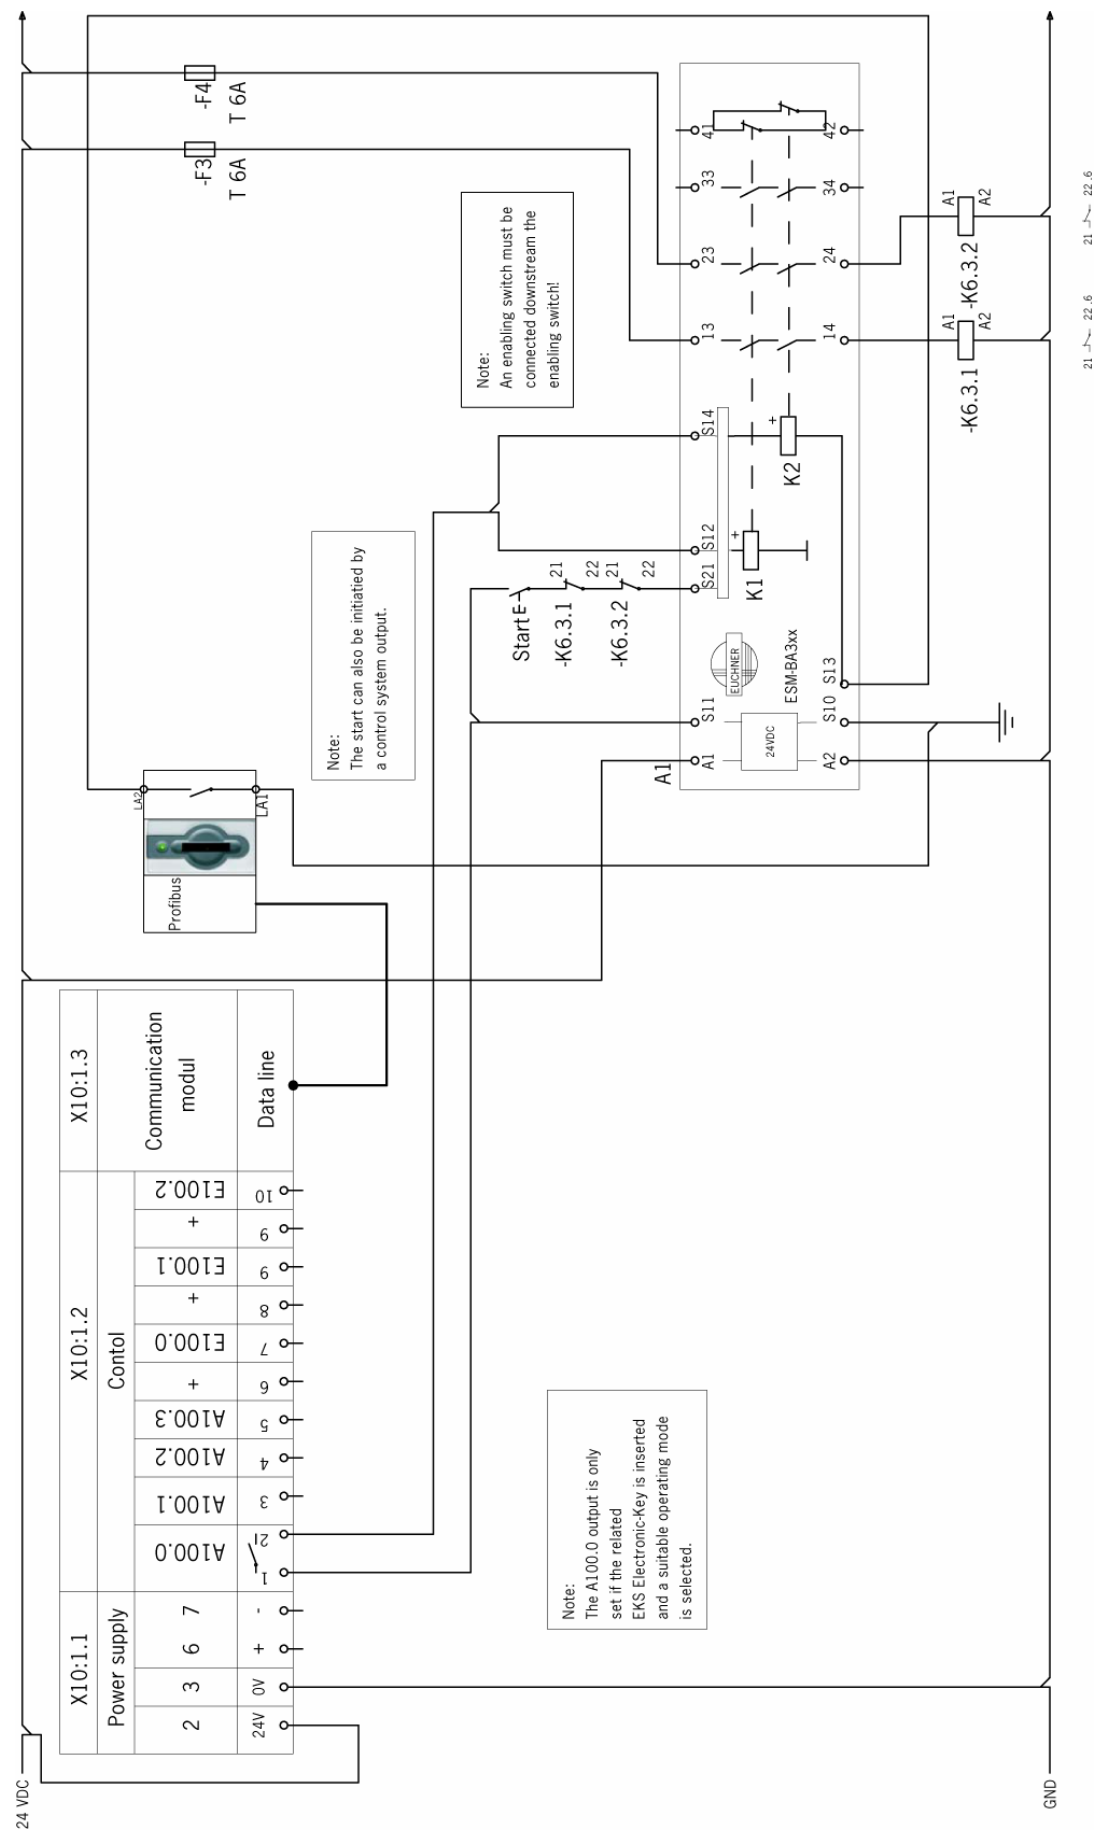 24 VDC
GND
X10:1.1
X10:1.2
X10:1.3
Power supply
Contol
Communication
modul
2
3
6
7
A100.0
A100.1
A100.2
A100.3
+
E100.0
+
E100.1
+
E100.2
24V
0V
+
-
1
2
3
4
5
6
7
8
9
9
10
Data line
Profibus
LA2
LA1
-F3
T 6A
-F4
T 6A
Note:
The start can also be initiatied by
a control system output.
Note:
An enabling switch must be
connected downstream the
enabling switch!
Note:
The A100.0 output is only
set if the related
EKS Electronic-Key is inserted
and a suitable operating mode
is selected.
Start E
-K6.3.1
21
22
-K6.3.2
21
22
A1
A1
S11
S21
S12
S14
13
23
33
41
24VDC
EUCHNER
ESM-BA3xx
K1
+
K2
+
A2
S10
S13
14
24
34
42
-K6.3.1
A1
A2
-K6.3.2
A1
A2
21
22.6
21
22.6